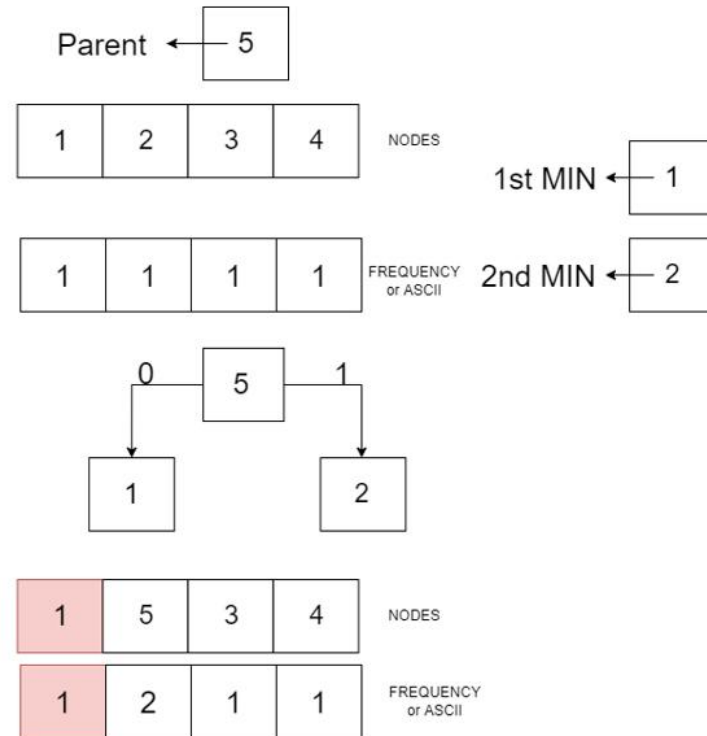 Parent 5
1 2 3 4 NODES
1st MIN 1
1 1 1 1 FREQUENCY
or ASCII
2nd MIN 2
0 5 1
1 2
1 5 3 4 NODES
1 2 1 1 FREQUENCY
or ASCII